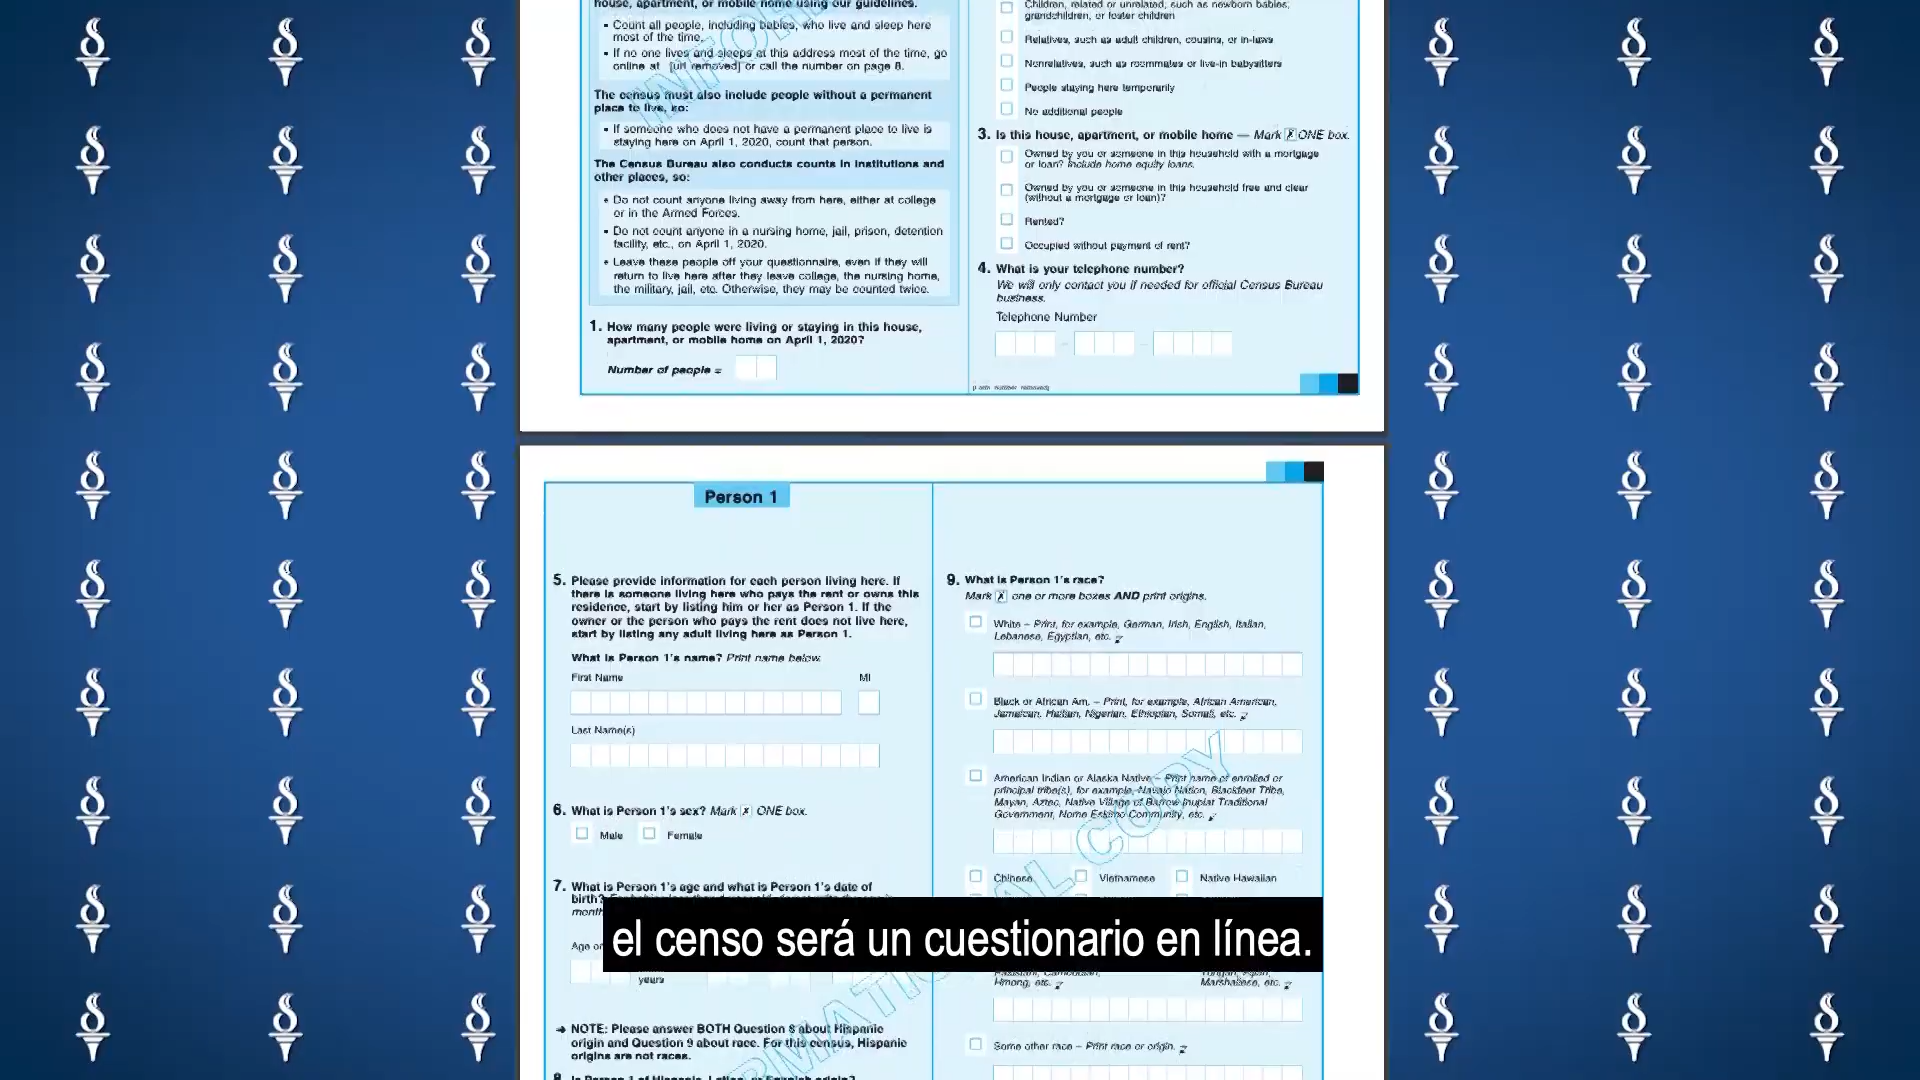 house, apartment, or mobile home using our guidelines.
• Count all people, including babies, who live and sleep here
most of the time.
• If no one lives and sleeps at this address most of the time, go
online at [url removed] or call the number on page 8.
The census must also include people without a permanent
place to live, so:
• If someone who does not have a permanent place to live is
staying here on April 1, 2020, count that person.
The Census Bureau also conducts counts in institutions and
other places, so:
• Do not count anyone living away from here, either at college
or in the Armed Forces.
• Do not count anyone in a nursing home, jail, prison, detention
facility, etc., on April 1, 2020.
• Leave these people off your questionnaire, even if they will
return to live here after they leave college, the nursing home,
the military, jail, etc. Otherwise, they may be counted twice.
1. How many people were living or staying in this house,
apartment, or mobile home on April 1, 2020?
Number of people =
Children, related or unrelated, such as newborn babies,
grandchildren, or foster children
Relatives, such as adult children, cousins, or in-laws
Nonrelatives, such as roommates or live-in babysitters
People staying here temporarily
No additional people
3. Is this house, apartment, or mobile home — Mark X ONE box.
Owned by you or someone in this household with a mortgage
or loan? Include home equity loans.
Owned by you or someone in this household free and clear
(without a mortgage or loan)?
Rented?
Occupied without payment of rent?
4. What is your telephone number?
We will only contact you if needed for official Census Bureau
business.
Telephone Number
Person 1
5. Please provide information for each person living here. If
there is someone living here who pays the rent or owns this
residence, start by listing him or her as Person 1. If the
owner or the person who pays the rent does not live here,
start by listing any adult living here as Person 1.
What is Person 1's name? Print name below.
First Name MI
Last Name(s)
6. What is Person 1's sex? Mark X ONE box.
Male Female
7. What is Person 1's age and what is Person 1's date of
birth?
Age
years
→ NOTE: Please answer BOTH Question 8 about Hispanic
origin and Question 9 about race. For this census, Hispanic
origins are not races.
9. What is Person 1's race?
Mark X one or more boxes AND print origins.
White – Print, for example, German, Irish, English, Italian,
Lebanese, Egyptian, etc.
Black or African Am. – Print, for example, African American,
Jamaican, Haitian, Nigerian, Ethiopian, Somali, etc.
American Indian or Alaska Native – Print name of enrolled or
principal tribe(s), for example, Navajo Nation, Blackfeet Tribe,
Mayan, Aztec, Native Village of Barrow Inupiat Traditional
Government, Nome Eskimo Community, etc.
Chinese Vietnamese Native Hawaiian
Hmong, etc. Marshallese, etc.
Some other race – Print race or origin.
el censo será un cuestionario en línea.